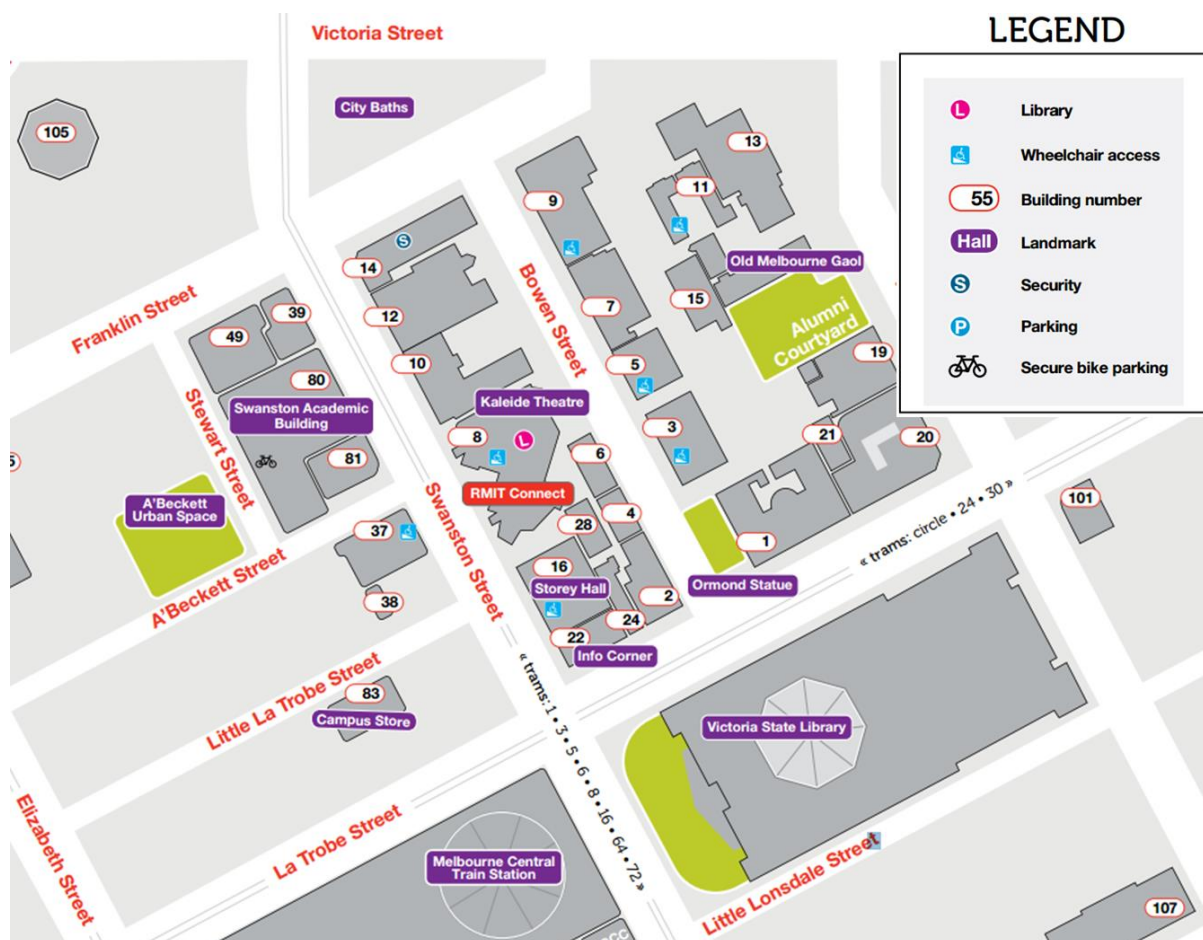 Victoria Street
LEGEND
L
Library
Wheelchair access
55
Building number
Hall
Landmark
S
Security
P
Parking
Secure bike parking
City Baths
105
13
11
9
S
14
Old Melbourne Gaol
Bowen Street
Franklin Street
39
49
12
7
15
Alumni
Courtyard
19
10
5
80
Stewart Street
Swanston Academic
Building
Kaleide Theatre
8
L
3
6
21
20
81
5
A'Beckett
Urban Space
RMIT Connect
Swanston Street
101
37
28
4
1
« trams: circle • 24 • 30 »
A'Beckett Street
38
16
Storey Hall
2
Ormond Statue
24
22
Info Corner
Little La Trobe Street
83
Campus Store
« trams:1 • 3 • 5 • 6 • 8 • 16 • 64 • 72 »
Victoria State Library
Elizabeth Street
La Trobe Street
Melbourne Central
Train Station
Little Lonsdale Street
107